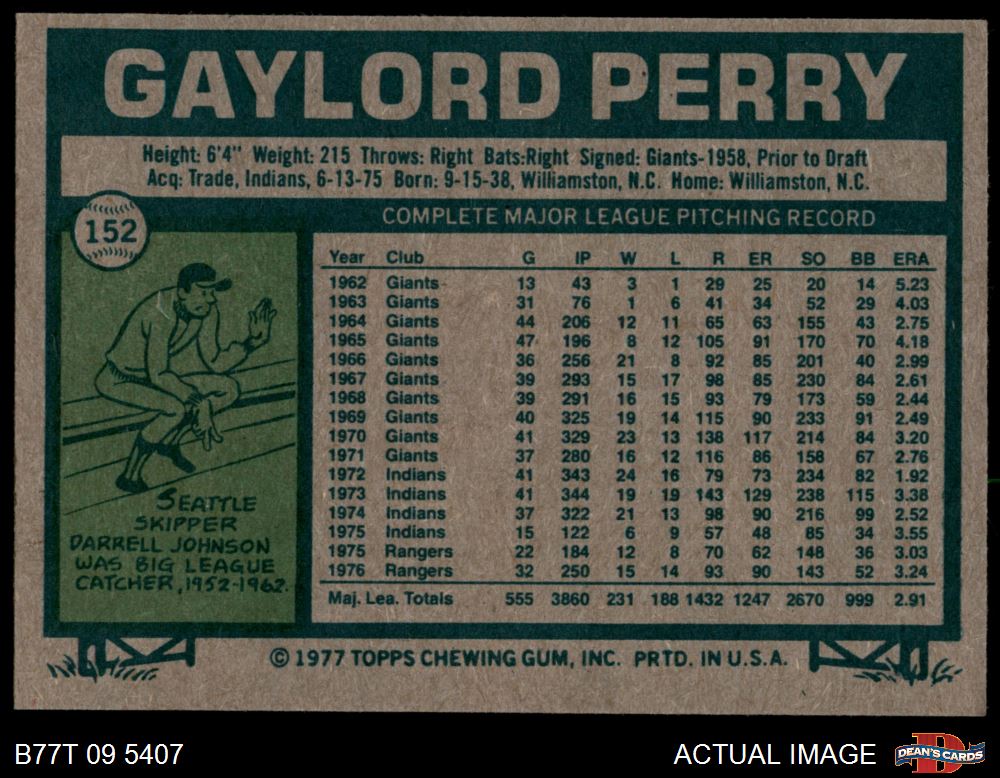 GAYLORD PERRY
Height: 6'4" Weight: 215 Throws: Right Bats:Right Signed: Giants-1958, Prior to Draft
Acq: Trade, Indians, 6-13-75 Born: 9-15-38, Williamston, N.C. Home: Williamston, N.C.
152
COMPLETE MAJOR LEAGUE PITCHING RECORD
Year Club G IP W L R ER SO BB ERA
1962 Giants 13 43 3 1 29 25 20 14 5.23
1963 Giants 31 76 1 6 41 34 52 29 4.03
1964 Giants 44 206 12 11 65 63 155 43 2.75
1965 Giants 47 196 8 12 105 91 170 70 4.18
1966 Giants 36 256 21 8 92 85 201 40 2.99
1967 Giants 39 293 15 17 98 85 230 84 2.61
1968 Giants 39 291 16 15 93 79 173 59 2.44
1969 Giants 40 325 19 14 115 90 233 91 2.49
1970 Giants 41 329 23 13 138 117 214 84 3.20
1971 Giants 37 280 16 12 116 86 158 67 2.76
1972 Indians 41 343 24 16 79 73 234 82 1.92
1973 Indians 41 344 19 19 143 129 238 115 3.38
1974 Indians 37 322 21 13 98 90 216 99 2.52
1975 Indians 15 122 6 9 57 48 85 34 3.55
1975 Rangers 22 184 12 8 70 62 148 36 3.03
1976 Rangers 32 250 15 14 93 90 143 52 3.24
Maj. Lea. Totals 555 3860 231 188 1432 1247 2670 999 2.91
SEATTLE
SKIPPER
DARRELL JOHNSON
WAS BIG LEAGUE
CATCHER, 1952-1962.
© 1977 TOPPS CHEWING GUM, INC. PRTD. IN U.S.A.
B77T 09 5407
ACTUAL IMAGE
DEAN'S CARDS